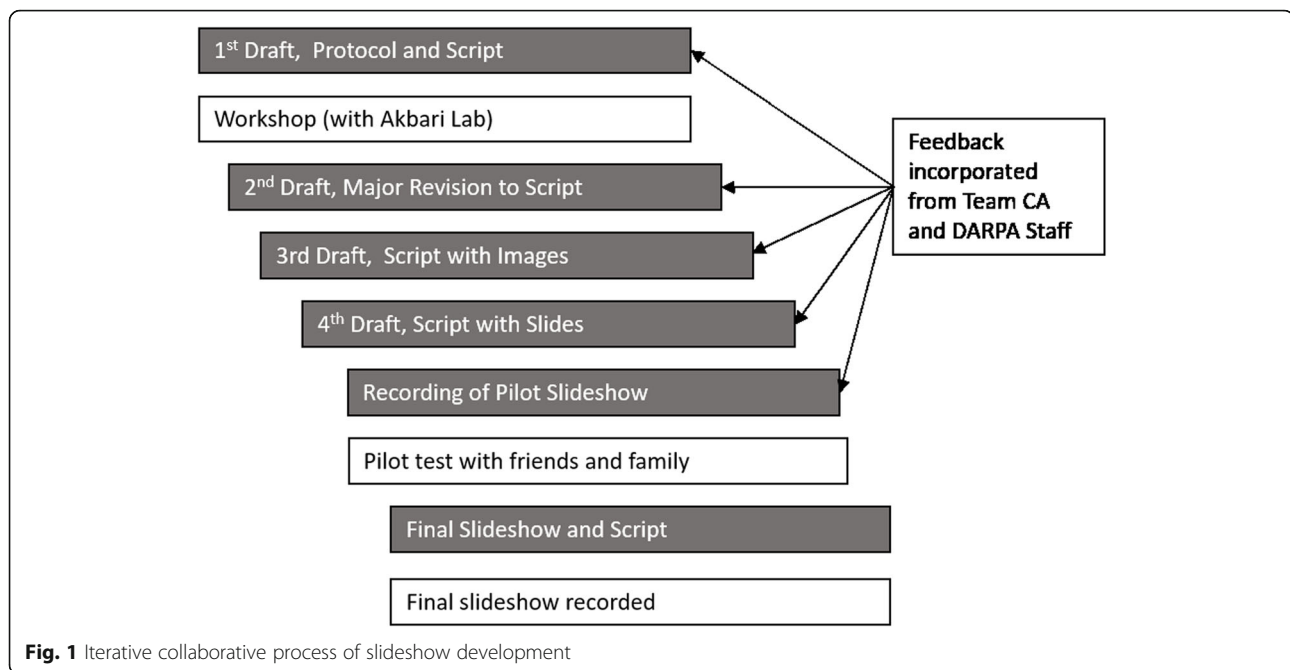 1st Draft,  Protocol and Script
Workshop (with Akbari Lab)
2nd Draft, Major Revision to Script
3rd Draft,  Script with Images
4th Draft, Script with Slides
Recording of Pilot Slideshow
Pilot test with friends and family
Final Slideshow and Script
Final slideshow recorded
Feedback
incorporated
from Team CA
and DARPA Staff
Fig. 1 Iterative collaborative process of slideshow development